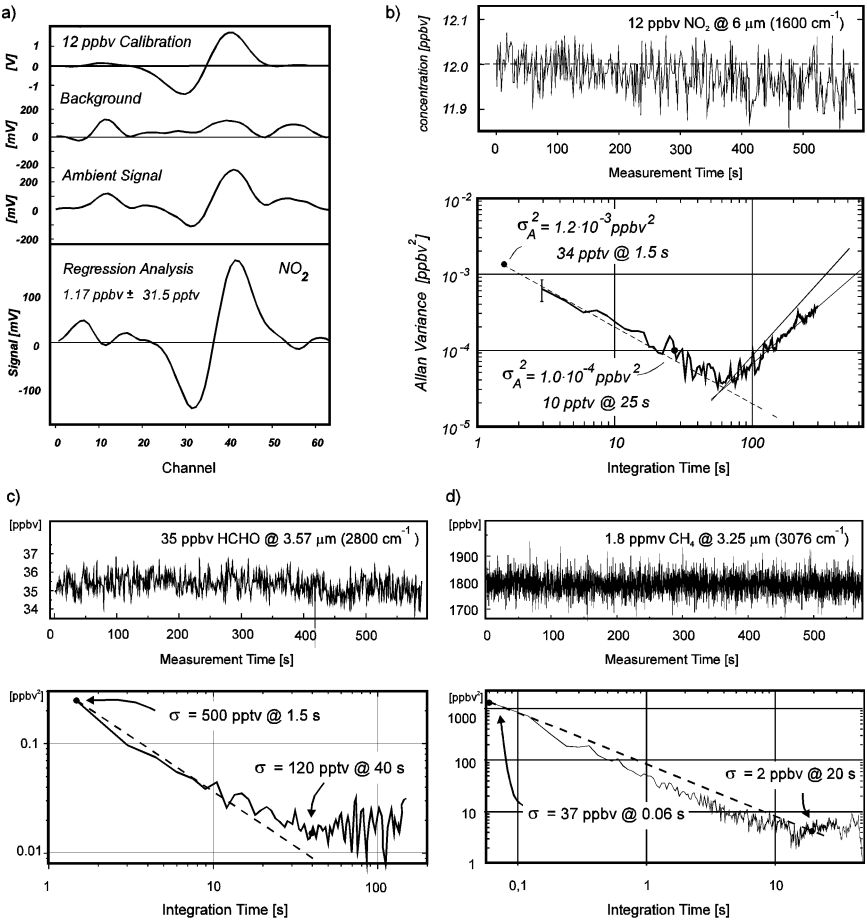 a)
12 ppbv Calibration
[V]
1
0
-1
Background
[mV]
200
0
-200
Ambient Signal
[mV]
200
0
-200
Regression Analysis
NO2
1.17 ppbv ± 31.5 pptv
Signal [mV]
100
0
-100
0 10 20 30 40 50 60
Channel
b)
12 ppbv NO2 @ 6 µm (1600 cm-1)
concentration [ppbv]
12.1
12.0
11.9
0 100 200 300 400 500
Measurement Time [s]
Allan Variance [ppbv2]
10-2
10-3
10-4
10-5
σA2 = 1.2·10-3 ppbv2
34 pptv @ 1.5 s
σA2 = 1.0·10-4 ppbv2
10 pptv @ 25 s
1 10 100
Integration Time [s]
c)
[ppbv]
35 ppbv HCHO @ 3.57 µm (2800 cm-1)
37
36
35
34
0 100 200 300 400 500
Measurement Time [s]
[ppbv2]
σ = 500 pptv @ 1.5 s
0.1
σ = 120 pptv @ 40 s
0.01
1 10 100
Integration Time [s]
d)
[ppbv]
1.8 ppmv CH4 @ 3.25 µm (3076 cm-1)
1900
1800
1700
0 100 200 300 400 500
Measurement Time [s]
[ppbv2]
1000
100
σ = 2 ppbv @ 20 s
10
σ = 37 ppbv @ 0.06 s
1
0,1 1 10
Integration Time [s]